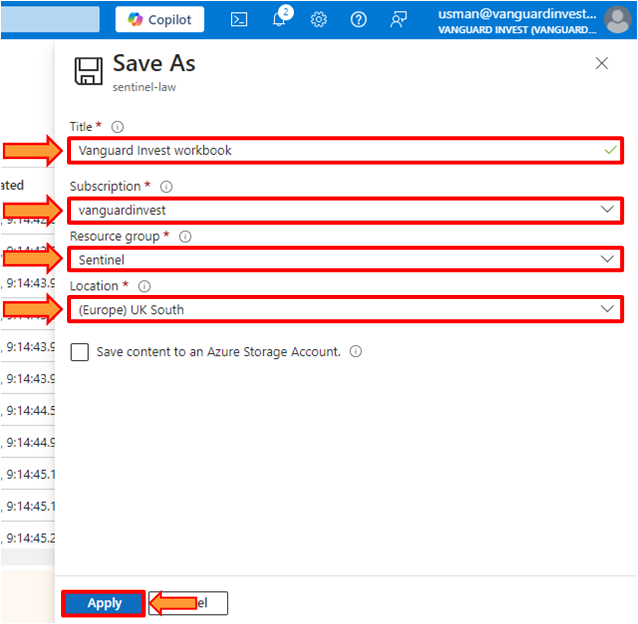 Copilot
2
usman@vanguardinvest...
VANGUARD INVEST (VANGUARD...
Save As
sentinel-law
Title *
Vanguard Invest workbook
Subscription *
vanguardinvest
Resource group *
Sentinel
Location *
(Europe) UK South
Save content to an Azure Storage Account.
ated
, 9:14:43.9
, 9:14:43.9
, 9:14:43.9
, 9:14:44.5
, 9:14:44.9
, 9:14:45.1
, 9:14:45.1
, 9:14:45.2
Apply